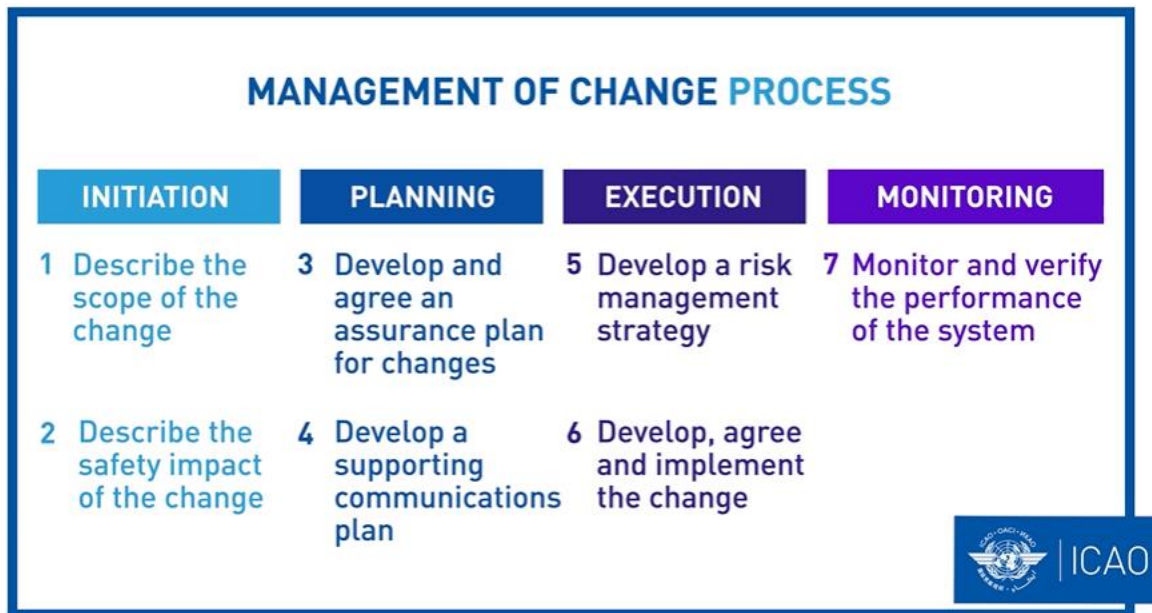 MANAGEMENT OF CHANGE PROCESS
INITIATION
1 Describe the
scope of the
change
2 Describe the
safety impact
of the change
PLANNING
3 Develop and
agree an
assurance plan
for changes
4 Develop a
supporting
communications
plan
EXECUTION
5 Develop a risk
management
strategy
6 Develop, agree
and implement
the change
MONITORING
7 Monitor and verify
the performance
of the system
ICAO